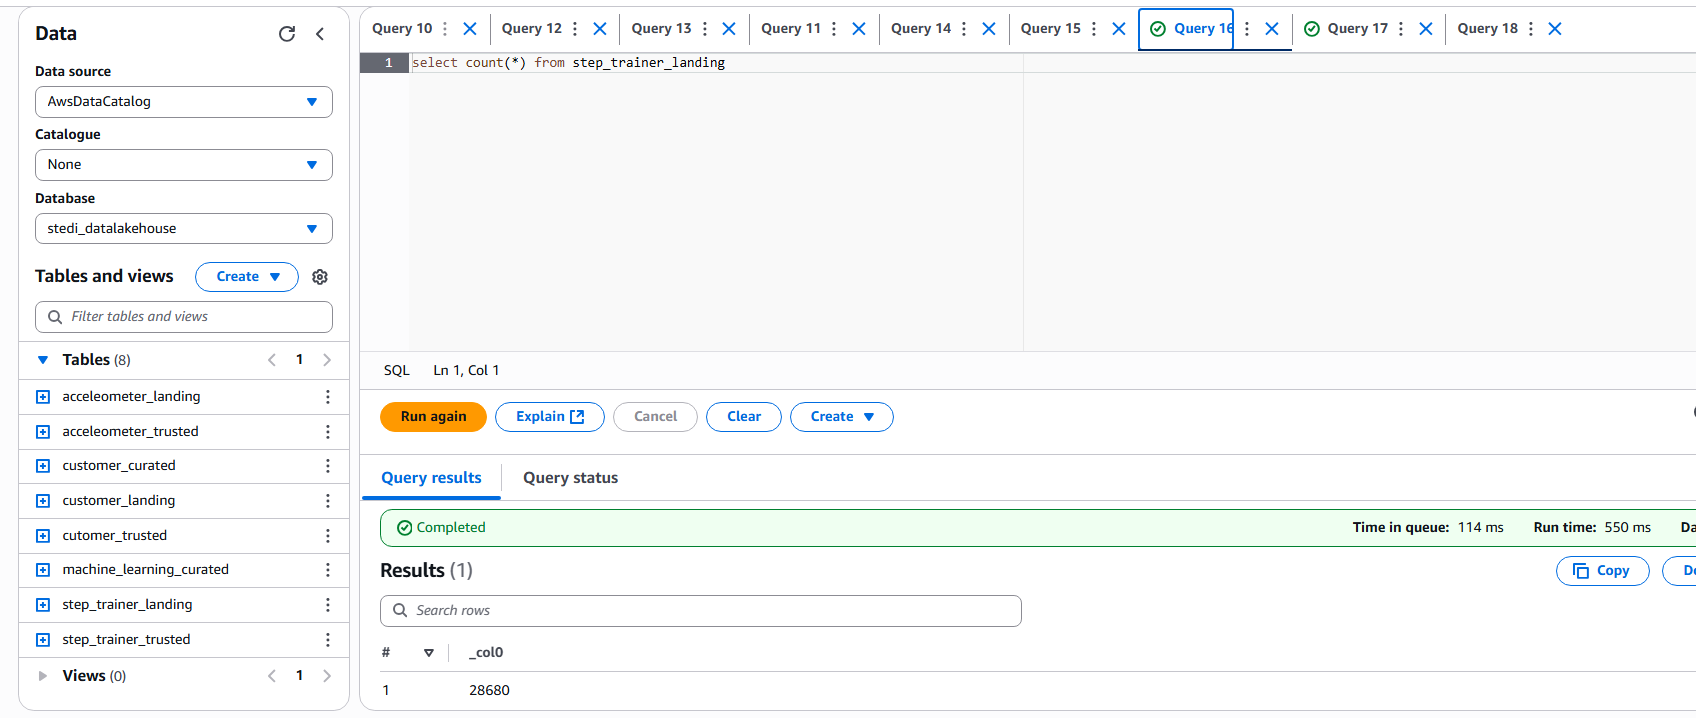 Data
Data source
AwsDataCatalog
Catalogue
None
Database
stedi_datalakehouse
Tables and views
Create
Filter tables and views
Tables (8)
1
acceleometer_landing
acceleometer_trusted
customer_curated
customer_landing
cutomer_trusted
machine_learning_curated
step_trainer_landing
step_trainer_trusted
Views (0)
1
Query 10
Query 12
Query 13
Query 11
Query 14
Query 15
Query 16
Query 17
Query 18
1 select count(*) from step_trainer_landing
SQL Ln 1, Col 1
Run again Explain Cancel Clear Create
Query results Query status
Completed Time in queue: 114 ms Run time: 550 ms Da
Results (1) Copy
Search rows
# _col0
1 28680